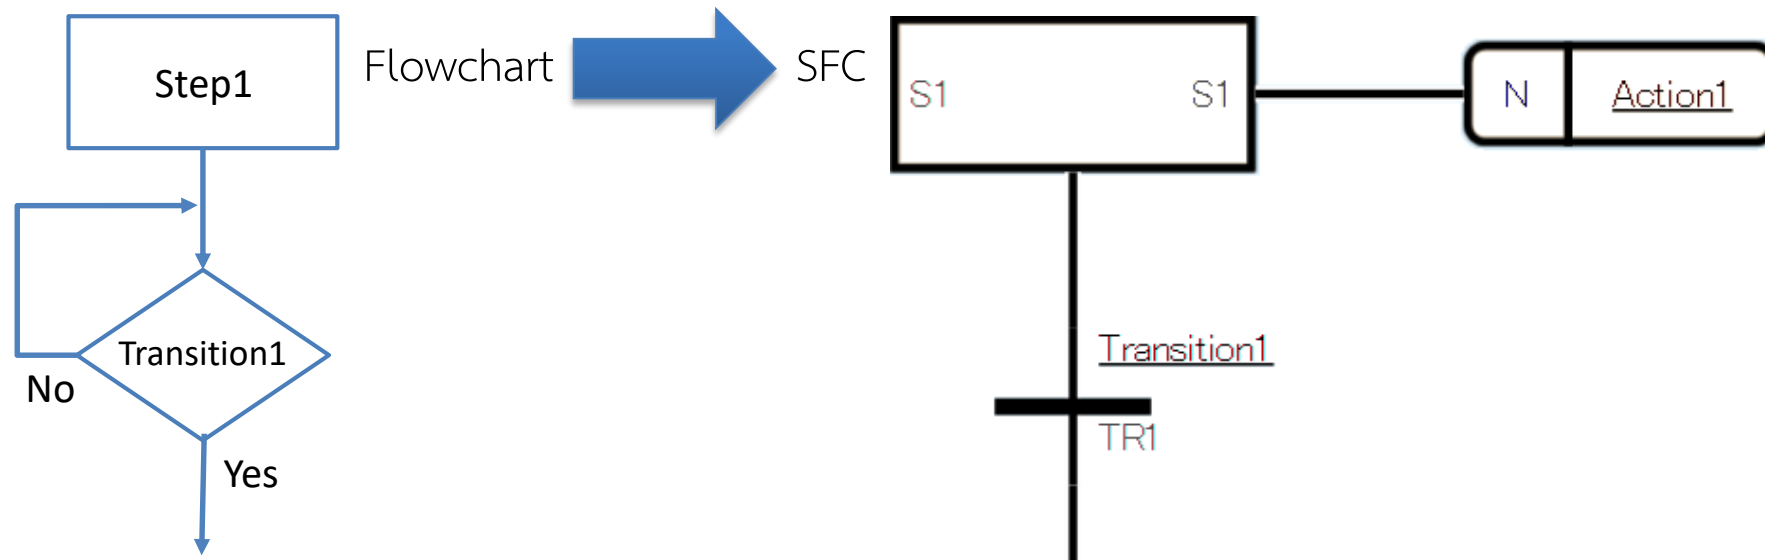 Step1
Transition1
No
Yes
Flowchart
SFC
S1 S1
N Action1
Transition1
TR1